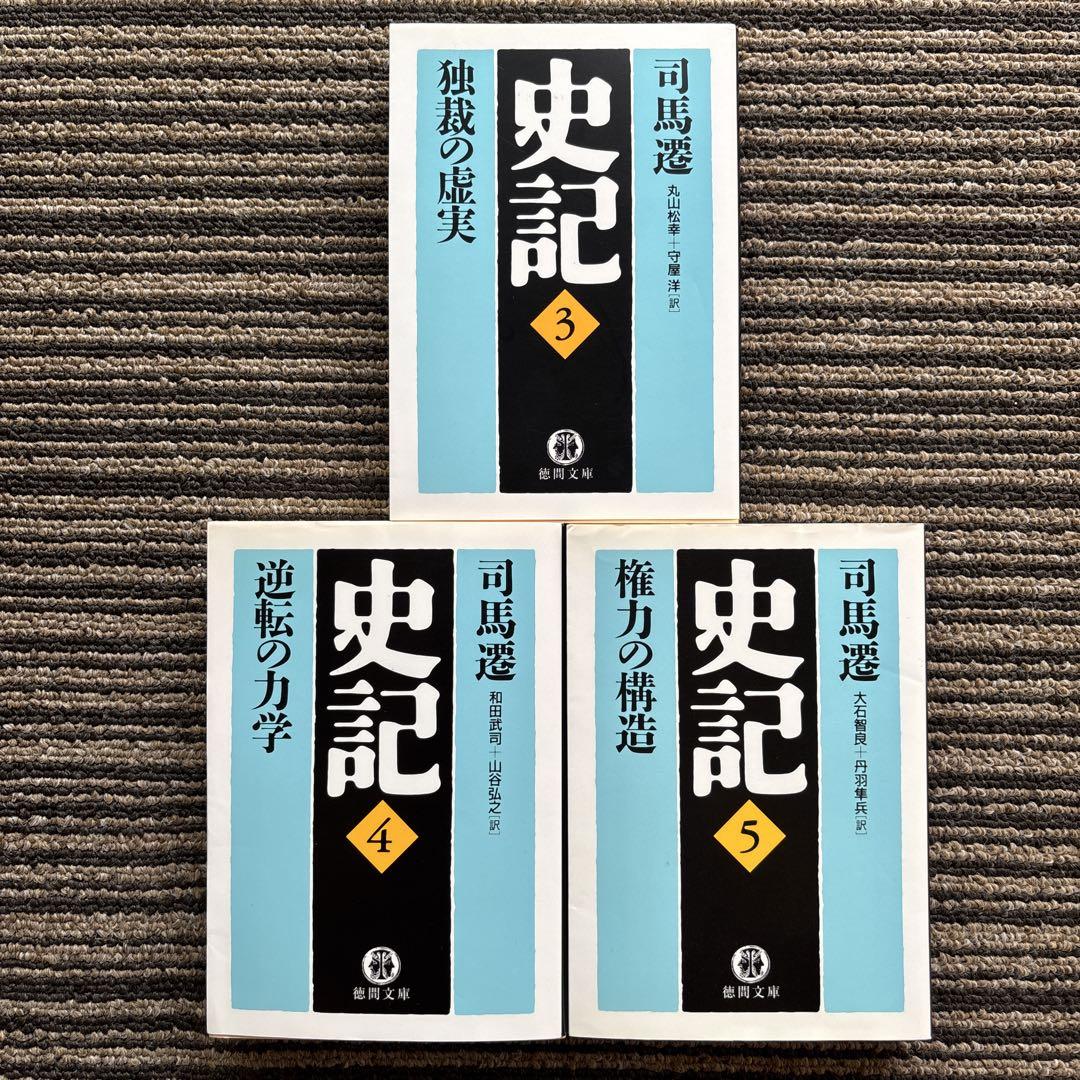 司馬遷
丸山松幸+守屋 洋[訳]
史記
3
独裁の虚実
徳間文庫
司馬遷
和田武司+山谷弘之[訳]
史記
4
逆転の力学
徳間文庫
司馬遷
大石智良+丹羽隼兵[訳]
史記
5
権力の構造
徳間文庫